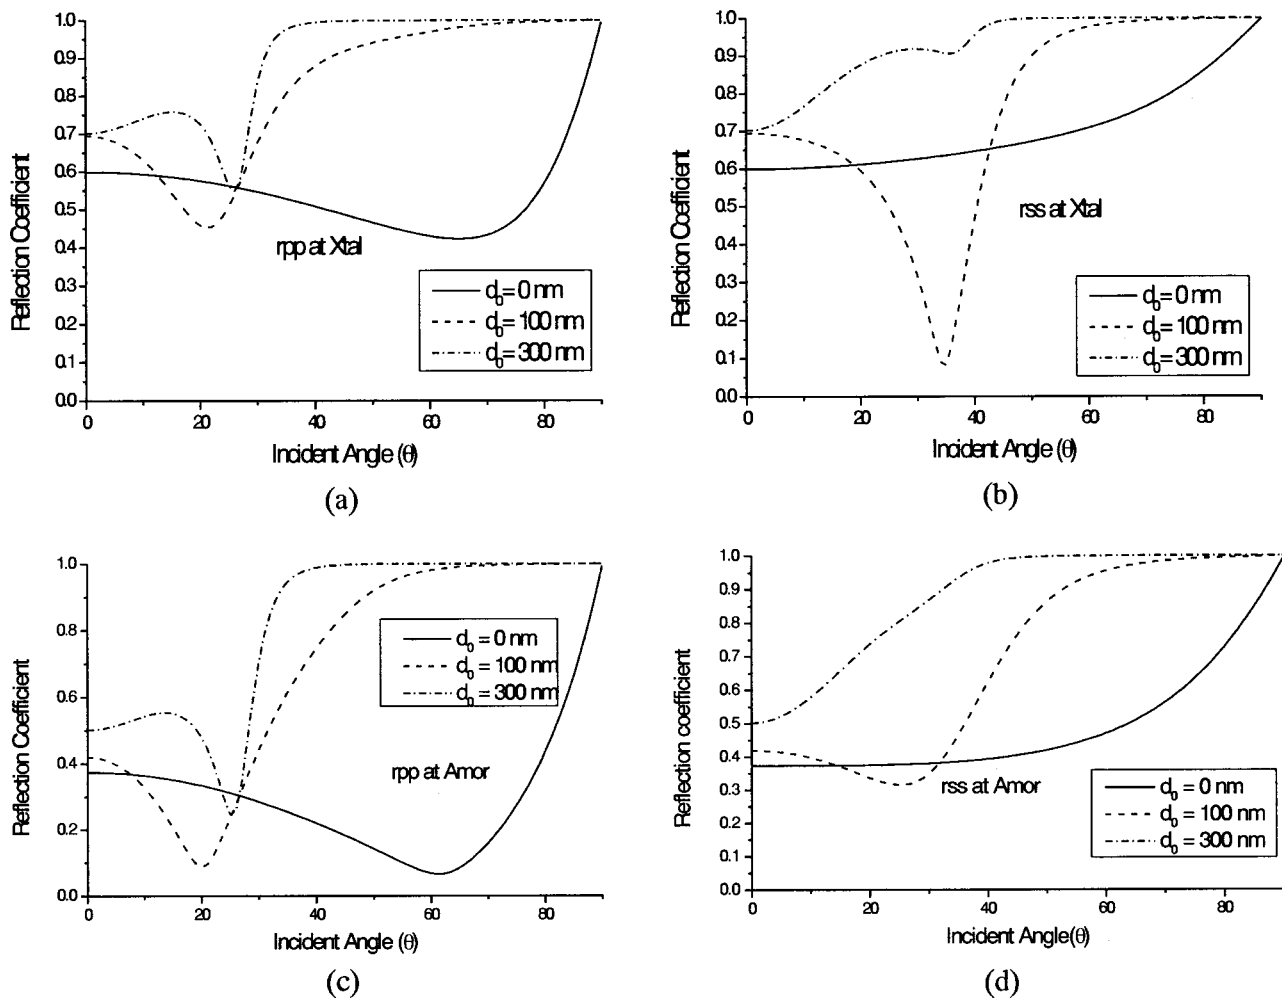 1.0
0.9
0.8
0.7
0.6
0.5
0.4
0.3
0.2
0.1
0.0
Reflection Coefficient
rpp at Xtal
d0 = 0 nm
d0 = 100 nm
d0 = 300 nm
0 20 40 60 80
Incident Angle (θ)
(a)
1.0
0.9
0.8
0.7
0.6
0.5
0.4
0.3
0.2
0.1
0.0
Reflection Coefficient
rss at Xtal
d0 = 0 nm
d0 = 100 nm
d0 = 300 nm
0 20 40 60 80
Incident Angle (θ)
(b)
1.0
0.8
0.6
0.4
0.2
0.0
Reflection Coefficient
d0 = 0 nm
d0 = 100 nm
d0 = 300 nm
rpp at Amor
0 20 40 60 80
Incident Angle (θ)
(c)
1.0
0.9
0.8
0.7
0.6
0.5
0.4
0.3
0.2
0.1
0.0
Reflection coefficient
rss at Amor
d0 = 0 nm
d0 = 100 nm
d0 = 300 nm
0 20 40 60 80
Incident Angle(θ)
(d)